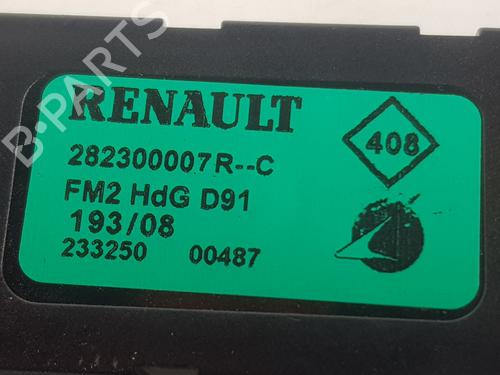 RENAULT
408
282300007R--C
FM2 HdG D91
193/08
233250 00487
B-PARTS